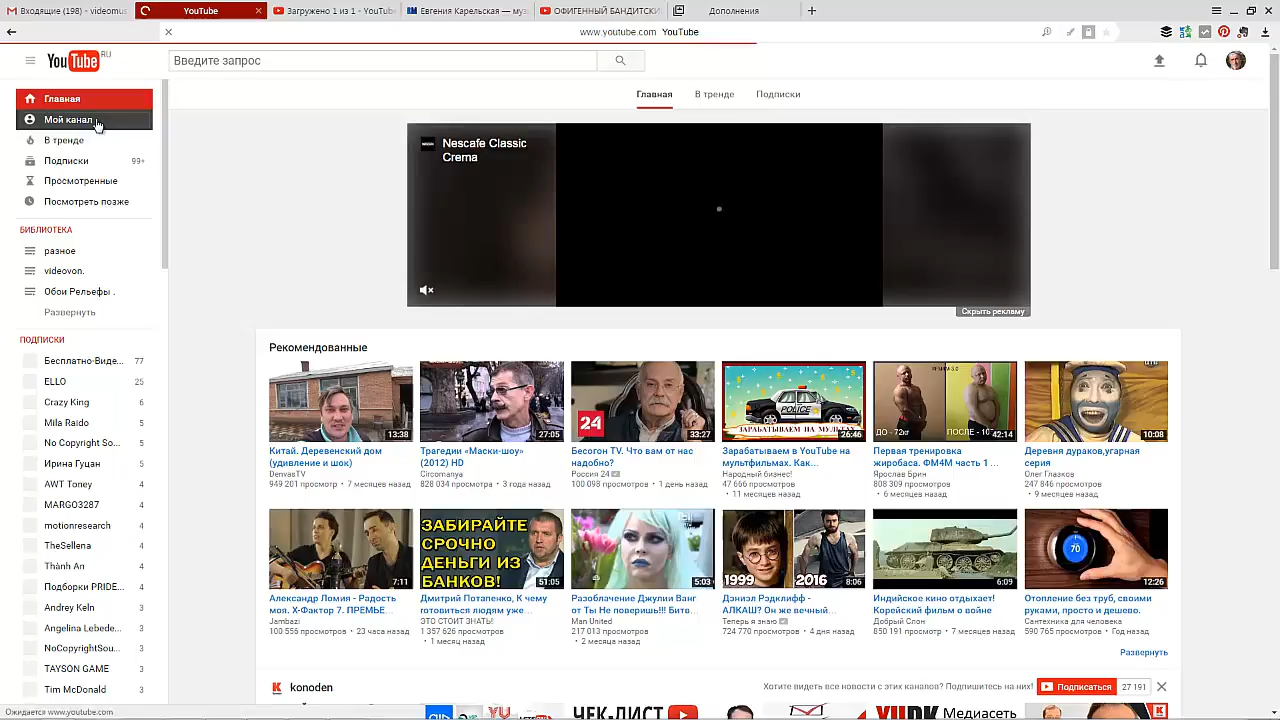 Входящие (198) - videomus
YouTube
Загружено 1 из 1 - YouTube
Евгения Карельская — муз
ОФИГЕННЫЙ БАНДИТСКИ
Дополнения
www.youtube.com YouTube
YouTube RU
Введите запрос
Главная
В тренде
Подписки
Главная
Мой канал
В тренде
Подписки 99+
Просмотренные
Посмотреть позже
БИБЛИОТЕКА
разное
videovon.
Обои Рельефы .
Развернуть
ПОДПИСКИ
Бесплатно-Виде... 77
ELLO 25
Crazy King 6
Mila Raido 5
No Copyright So... 5
Ирина Гуцан 5
AWT Toney 4
MARGO3287 4
motionresearch 4
TheSellena 4
Thành An 4
Подборки PRIDE... 4
Andrey Keln 4
Angelina Lebede... 3
NoCopyrightSou... 3
TAYSON GAME 3
Tim McDonald 3
Nescafe Classic
Crema
Скрыть рекламу
Рекомендованные
13:38
Китай. Деревенский дом
(удивление и шок)
DenvasTV
949 201 просмотр • 7 месяцев назад
27:05
Трагедии «Маски-шоу»
(2012) HD
Circomanya
828 034 просмотра • 3 года назад
24
33:27
Бесогон TV. Что вам от нас
надобно?
Россия 24
100 098 просмотров • 1 день назад
POLICE
ЗАРАБАТЫВАЕМ НА МУЛЬТФ
26:46
Зарабатываем в YouTube на
мультфильмах. Как...
Народный бизнес!
47 666 просмотров
• 11 месяцев назад
ДО - 72кг
ПОСЛЕ - 10
42:14
Первая тренировка
жиросжога. ФМ4М часть 1 ...
Ярослав Брин
808 309 просмотров
• 6 месяцев назад
10:08
Деревня дураков,угарная
серия
Олег Глазков
247 846 просмотров
• 9 месяцев назад
7:11
Александр Ломия - Радость
моя. Х-Фактор 7. ПРЕМЬЕ...
Jambazi
100 556 просмотров • 23 часа назад
ЗАБИРАЙТЕ
СРОЧНО
ДЕНЬГИ ИЗ
БАНКОВ!
51:05
Дмитрий Потапенко, К чему
готовиться людям уже...
ЭТО СТОИТ ЗНАТЬ!
1 357 626 просмотров
• 1 месяц назад
5:03
Разоблачение Джулии Ванг
от Ты Не поверишь!!! Битв...
Man United
217 013 просмотров
• 2 месяца назад
1999
2016
8:06
Дэниэл Рэдклифф -
АЛКАШ? Он же вечный...
Теперь я знаю
724 770 просмотров • 4 дня назад
6:09
Индийское кино отдыхает!
Корейский фильм о войне
Добрый Слон
850 191 просмотр • 7 месяцев назад
70
12:26
Отопление без труб, своими
руками, просто и дешево.
Сантехника для человека
590 765 просмотров • Год назад
Развернуть
konoden
Хотите видеть все новости с этих каналов? Подпишитесь на них!
Подписаться 27 191
ЧЕК-ЛИСТ
Медиасеть
Ожидается www.youtube.com